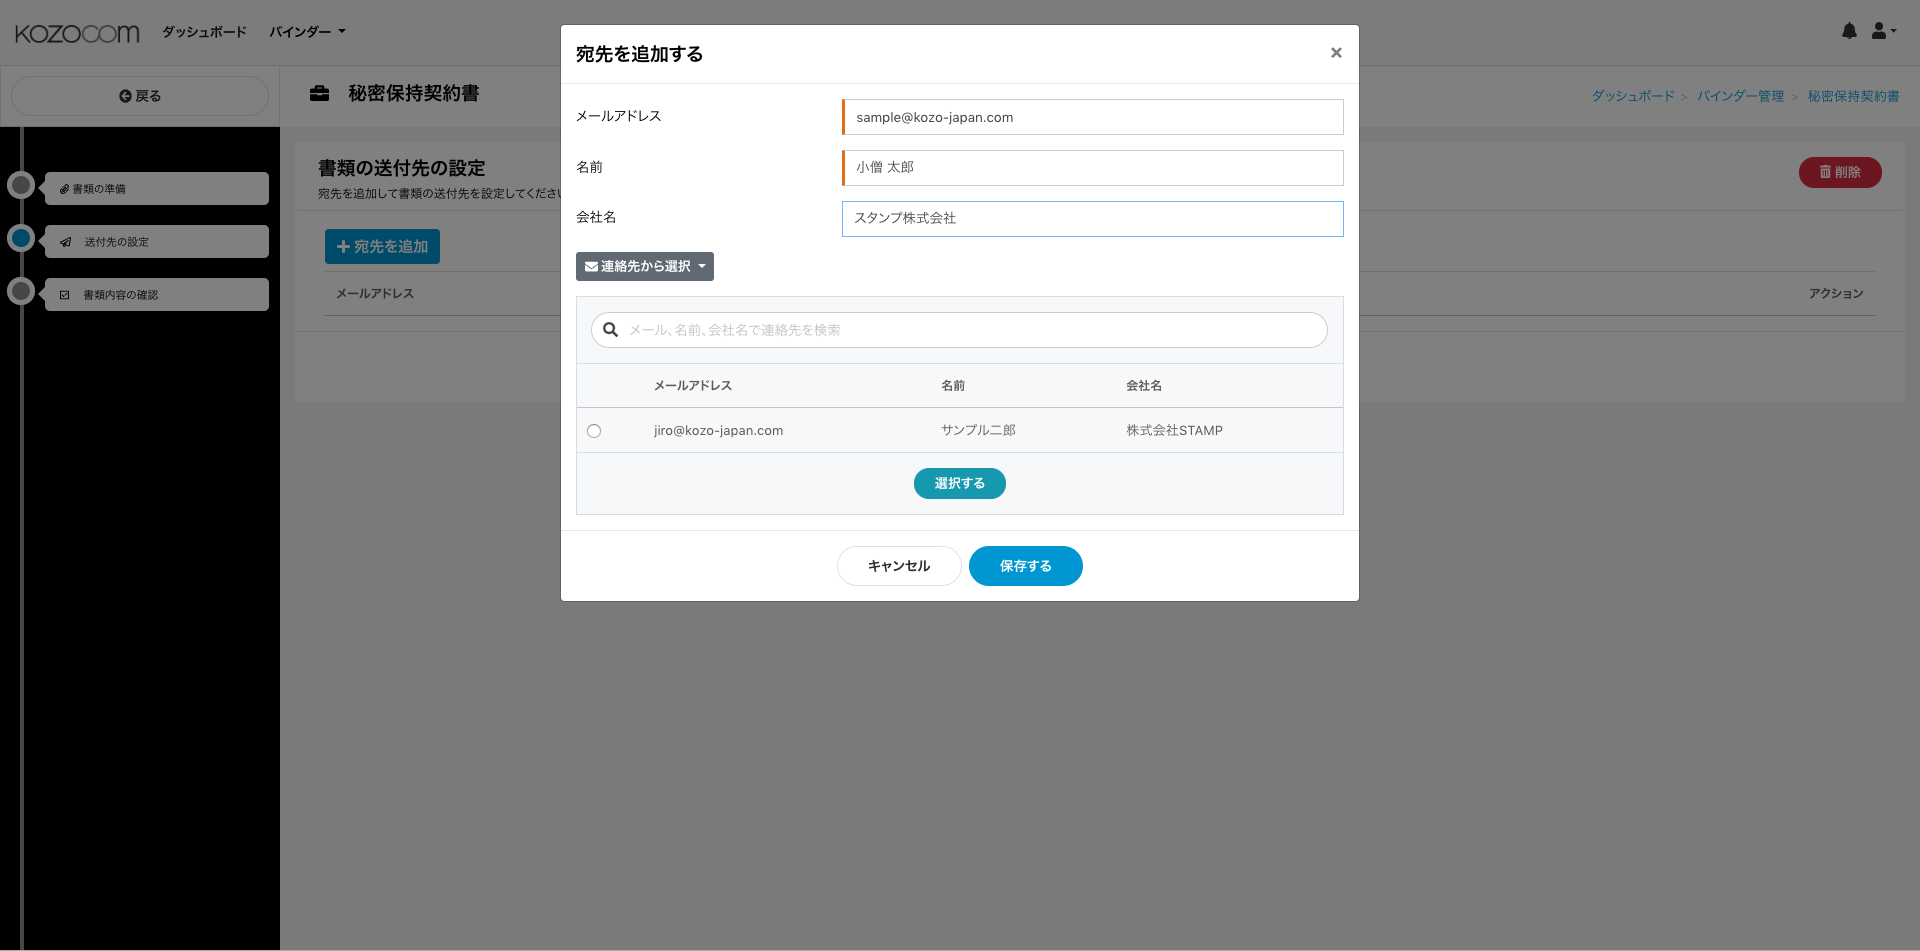 KOZOCOM ダッシュボード バインダー
戻る
秘密保持契約書
ダッシュボード > バインダー管理 > 秘密保持契約書
書類の準備
送付先の設定
書類内容の確認
書類の送付先の設定
宛先を追加して書類の送付先を設定してくださ
削除
宛先を追加
メールアドレス
アクション
宛先を追加する ×
メールアドレス sample@kozo-japan.com
名前 小僧 太郎
会社名 スタンプ株式会社
連絡先から選択
メール、名前、会社名で連絡先を検索
メールアドレス 名前 会社名
jiro@kozo-japan.com サンプル二郎 株式会社STAMP
選択する
キャンセル 保存する